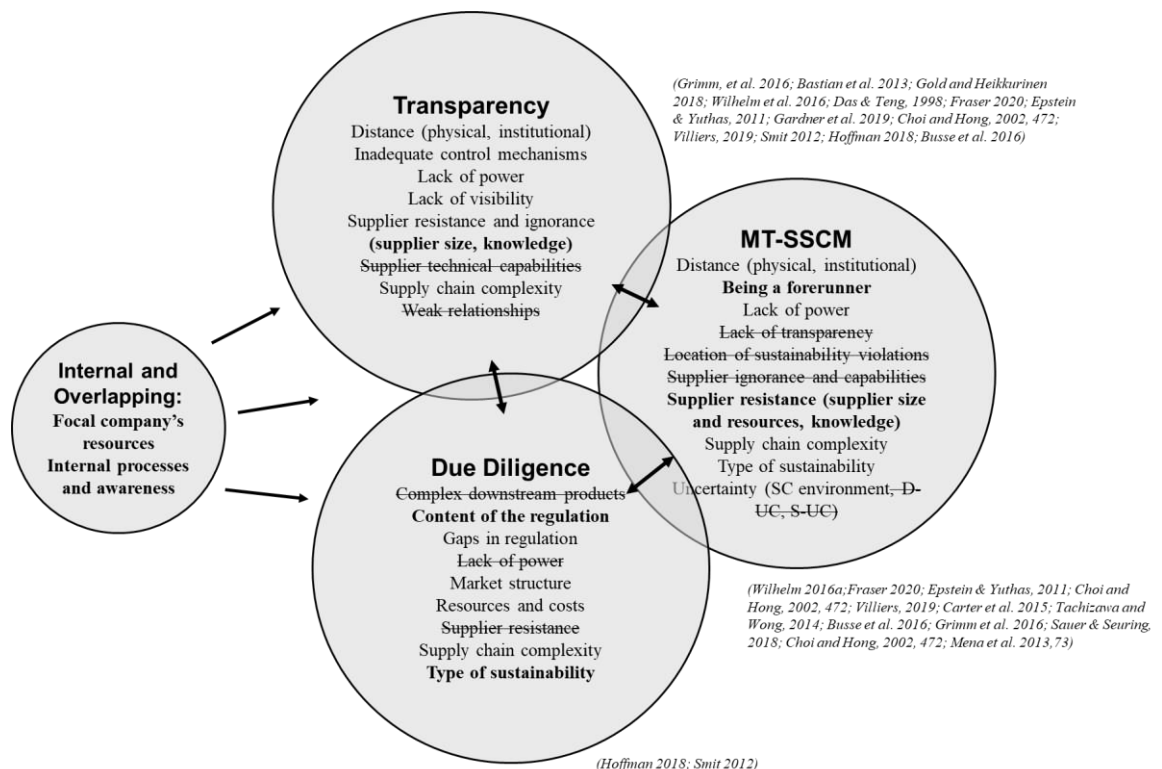 Transparency
Distance (physical, institutional)
Inadequate control mechanisms
Lack of power
Lack of visibility
Supplier resistance and ignorance
(supplier size, knowledge)
Supplier technical capabilities
Supply chain complexity
Weak relationships
(Grimm, et al. 2016; Bastian et al. 2013; Gold and Heikkurinen
2018; Wilhelm et al. 2016; Das & Teng, 1998; Fraser 2020; Epstein
& Yuthas, 2011; Gardner et al. 2019; Choi and Hong, 2002, 472;
Villiers, 2019; Smit 2012; Hoffman 2018; Busse et al. 2016)
MT-SSCM
Distance (physical, institutional)
Being a forerunner
Lack of power
Lack of transparency
Location of sustainability violations
Supplier ignorance and capabilities
Supplier resistance (supplier size
and resources, knowledge)
Supply chain complexity
Type of sustainability
Uncertainty (SC environment, D-
UC, S-UC)
Internal and
Overlapping:
Focal company's
resources
Internal processes
and awareness
Due Diligence
Complex downstream products
Content of the regulation
Gaps in regulation
Lack of power
Market structure
Resources and costs
Supplier resistance
Supply chain complexity
Type of sustainability
(Wilhelm 2016a;Fraser 2020; Epstein & Yuthas, 2011; Choi and
Hong, 2002, 472; Villiers, 2019; Carter et al. 2015; Tachizawa and
Wong, 2014; Busse et al. 2016; Grimm et al. 2016; Sauer & Seuring,
2018; Choi and Hong, 2002, 472; Mena et al. 2013,73)
(Hoffman 2018; Smit 2012)